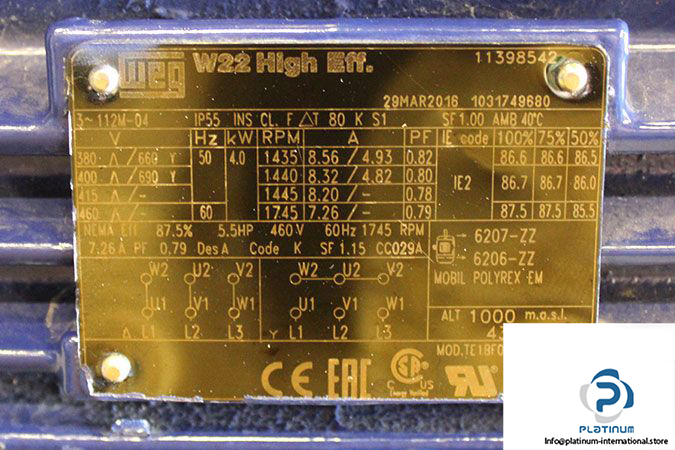 WEG W22 High Eff. 11398542
29MAR2016 1031749680
3~ 112M-04 IP55 INS CL. F △T 80 K S1 SF 1.00 AMB 40°C
V Hz kW RPM A PF IE code 100% 75% 50%
380 △ / 660 Y 50 4.0 1435 8.56 / 4.93 0.82 IE2 86.6 86.6 86.5
400 △ / 690 Y 1440 8.32 / 4.82 0.80 86.7 86.7 86.0
415 △ / - 1445 8.20 / - 0.78
460 △ / - 60 1745 7.26 / - 0.79 87.5 87.5 85.5
NEMA Eff 87.5% 5.5HP 460V 60Hz 1745 RPM
7.26A PF 0.79 Des A Code K SF 1.15 CC029A
6207-ZZ
6206-ZZ
MOBIL POLYREX EM
W2 U2 V2 W2 U2 V2
U1 V1 W1 U1 V1 W1
△ L1 L2 L3 Y L1 L2 L3
ALT 1000 m.a.s.l.
MOD.TE1BF0
CE EAC C SA US
Energy Verified
PLATINUM
Info@platinum-international.store